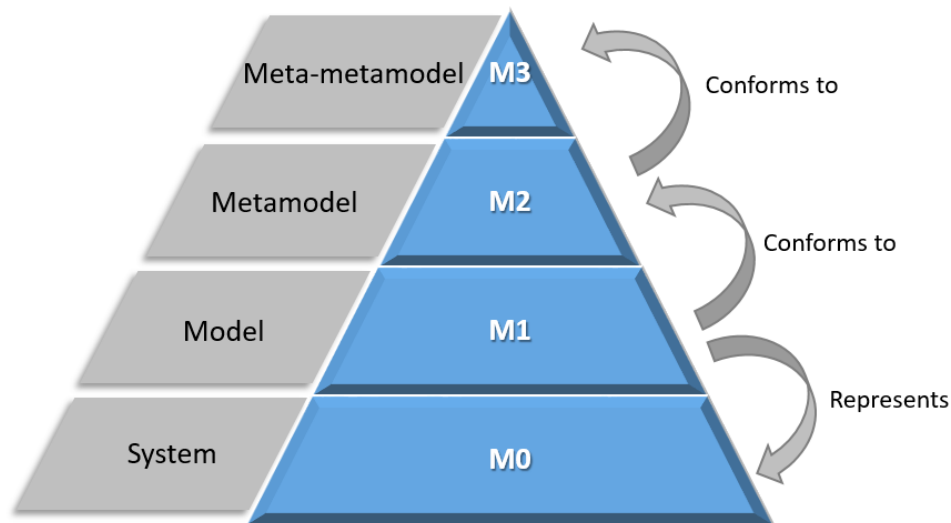 Meta-metamodel
M3
Conforms to
Metamodel
M2
Conforms to
Model
M1
Represents
System
M0